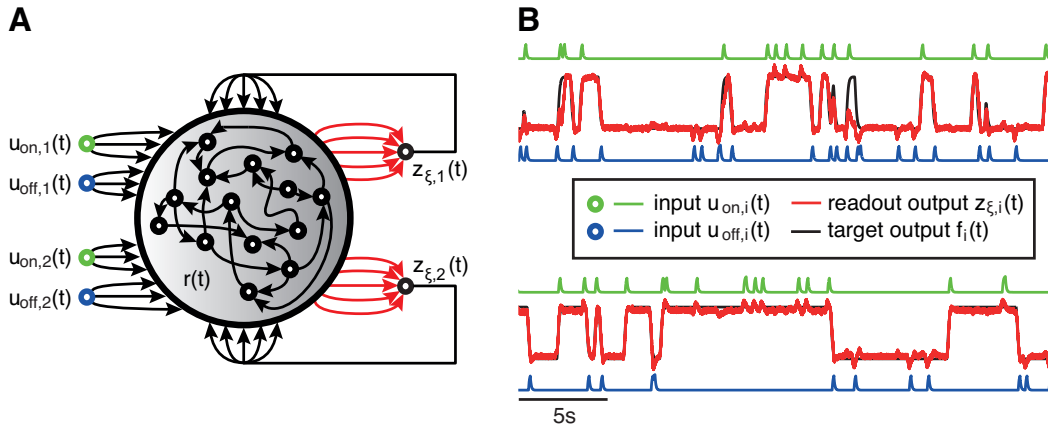 A
B
u_on,1(t)
u_off,1(t)
u_on,2(t)
u_off,2(t)
r(t)
z_ξ,1(t)
z_ξ,2(t)
input u_on,i(t)
input u_off,i(t)
readout output z_ξ,i(t)
target output f_i(t)
5s